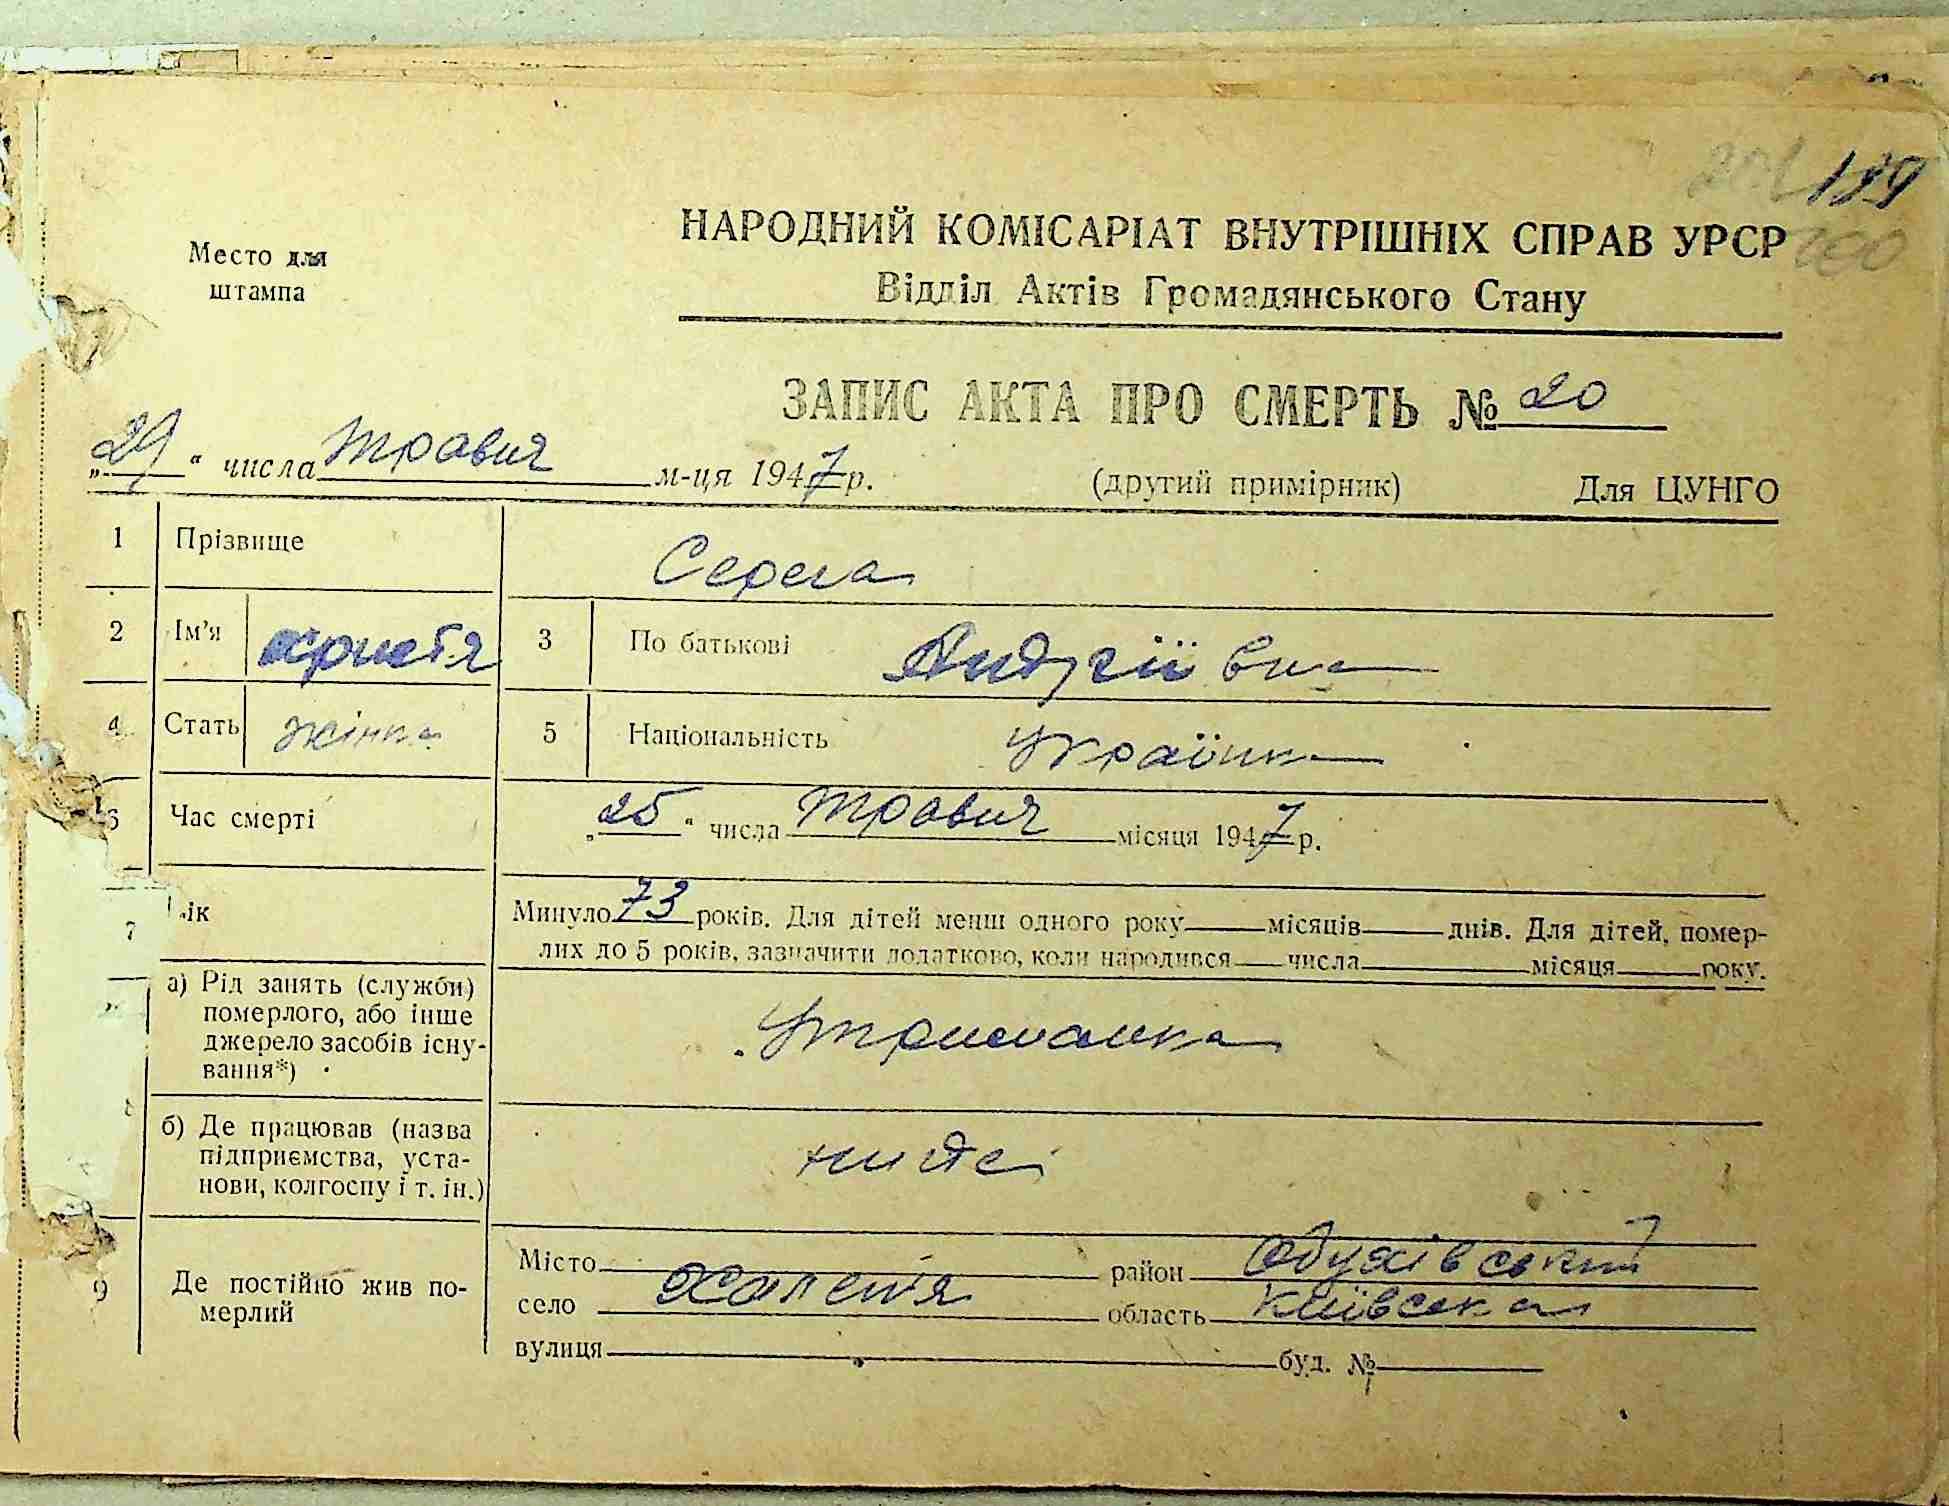 189
200
Место для
штампа
НАРОДНИЙ КОМІСАРІАТ ВНУТРІШНІХ СПРАВ УРСР
Відділ Актів Громадянського Стану
ЗАПИС АКТА ПРО СМЕРТЬ № 20
„29“ числа травня м-ця 1947 р. (другий примірник) Для ЦУНГО
1 Прізвище Серега
2 Ім'я Христя 3 По батькові Андріївна
4 Стать жінка 5 Національність Українка
6 Час смерті „25“ числа травня місяця 1947 р.
7 Вік Минуло 73 років. Для дітей менш одного року місяців днів. Для дітей, помер-
лих до 5 років, зазначити додатково, коли народився числа місяця року.
а) Рід занять (служби)
померлого, або інше
джерело засобів існу-
вання*)
Утриманка
б) Де працював (назва
підприємства, уста-
нови, колгоспу і т. ін.)
9 Де постійно жив по-
мерлий
Місто район Обухівський
село Халеп'я область Київська
вулиця буд. №